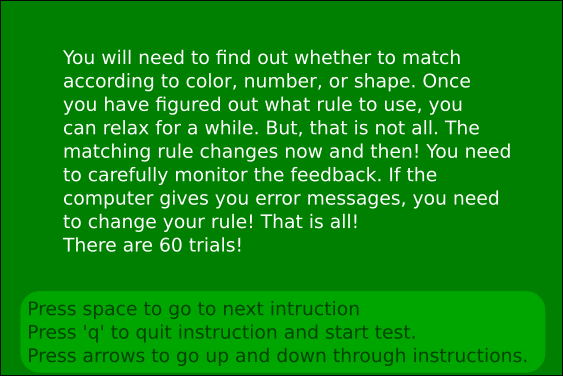 You will need to find out whether to match
according to color, number, or shape. Once
you have figured out what rule to use, you
can relax for a while. But, that is not all. The
matching rule changes now and then! You need
to carefully monitor the feedback. If the
computer gives you error messages, you need
to change your rule! That is all!
There are 60 trials!
Press space to go to next intruction
Press 'q' to quit instruction and start test.
Press arrows to go up and down through instructions.